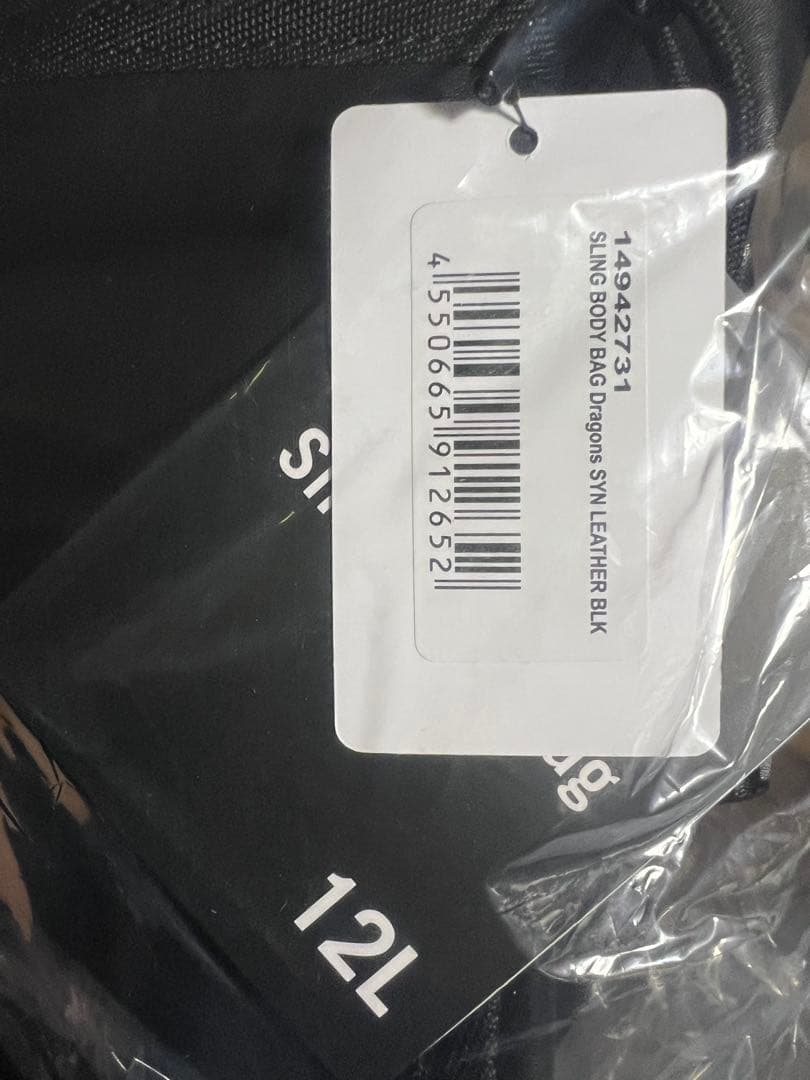 14942731
SLING BODY BAG Dragons SYN LEATHER BLK
4550665912652
12L